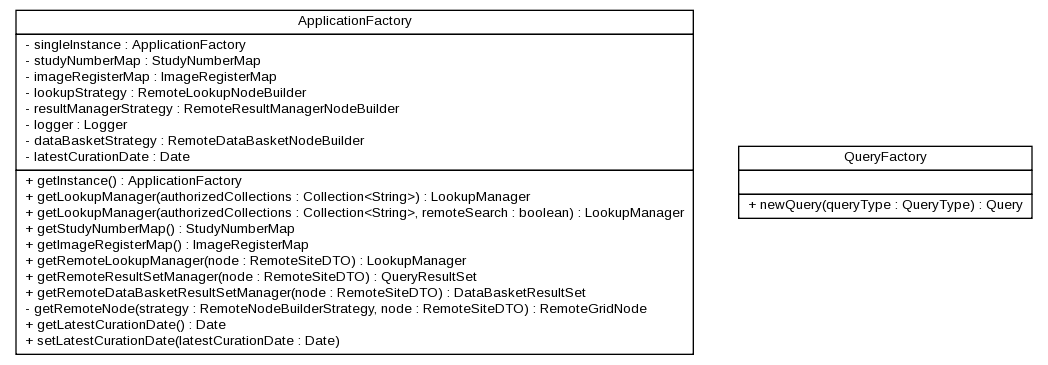 ApplicationFactory
- singleInstance : ApplicationFactory
- studyNumberMap : StudyNumberMap
- imageRegisterMap : ImageRegisterMap
- lookupStrategy : RemoteLookupNodeBuilder
- resultManagerStrategy : RemoteResultManagerNodeBuilder
- logger : Logger
- dataBasketStrategy : RemoteDataBasketNodeBuilder
- latestCurationDate : Date
+ getInstance() : ApplicationFactory
+ getLookupManager(authorizedCollections : Collection<String>) : LookupManager
+ getLookupManager(authorizedCollections : Collection<String>, remoteSearch : boolean) : LookupManager
+ getStudyNumberMap() : StudyNumberMap
+ getImageRegisterMap() : ImageRegisterMap
+ getRemoteLookupManager(node : RemoteSiteDTO) : LookupManager
+ getRemoteResultSetManager(node : RemoteSiteDTO) : QueryResultSet
+ getRemoteDataBasketResultSetManager(node : RemoteSiteDTO) : DataBasketResultSet
- getRemoteNode(strategy : RemoteNodeBuilderStrategy, node : RemoteSiteDTO) : RemoteGridNode
+ getLatestCurationDate() : Date
+ setLatestCurationDate(latestCurationDate : Date)
QueryFactory
+ newQuery(queryType : QueryType) : Query